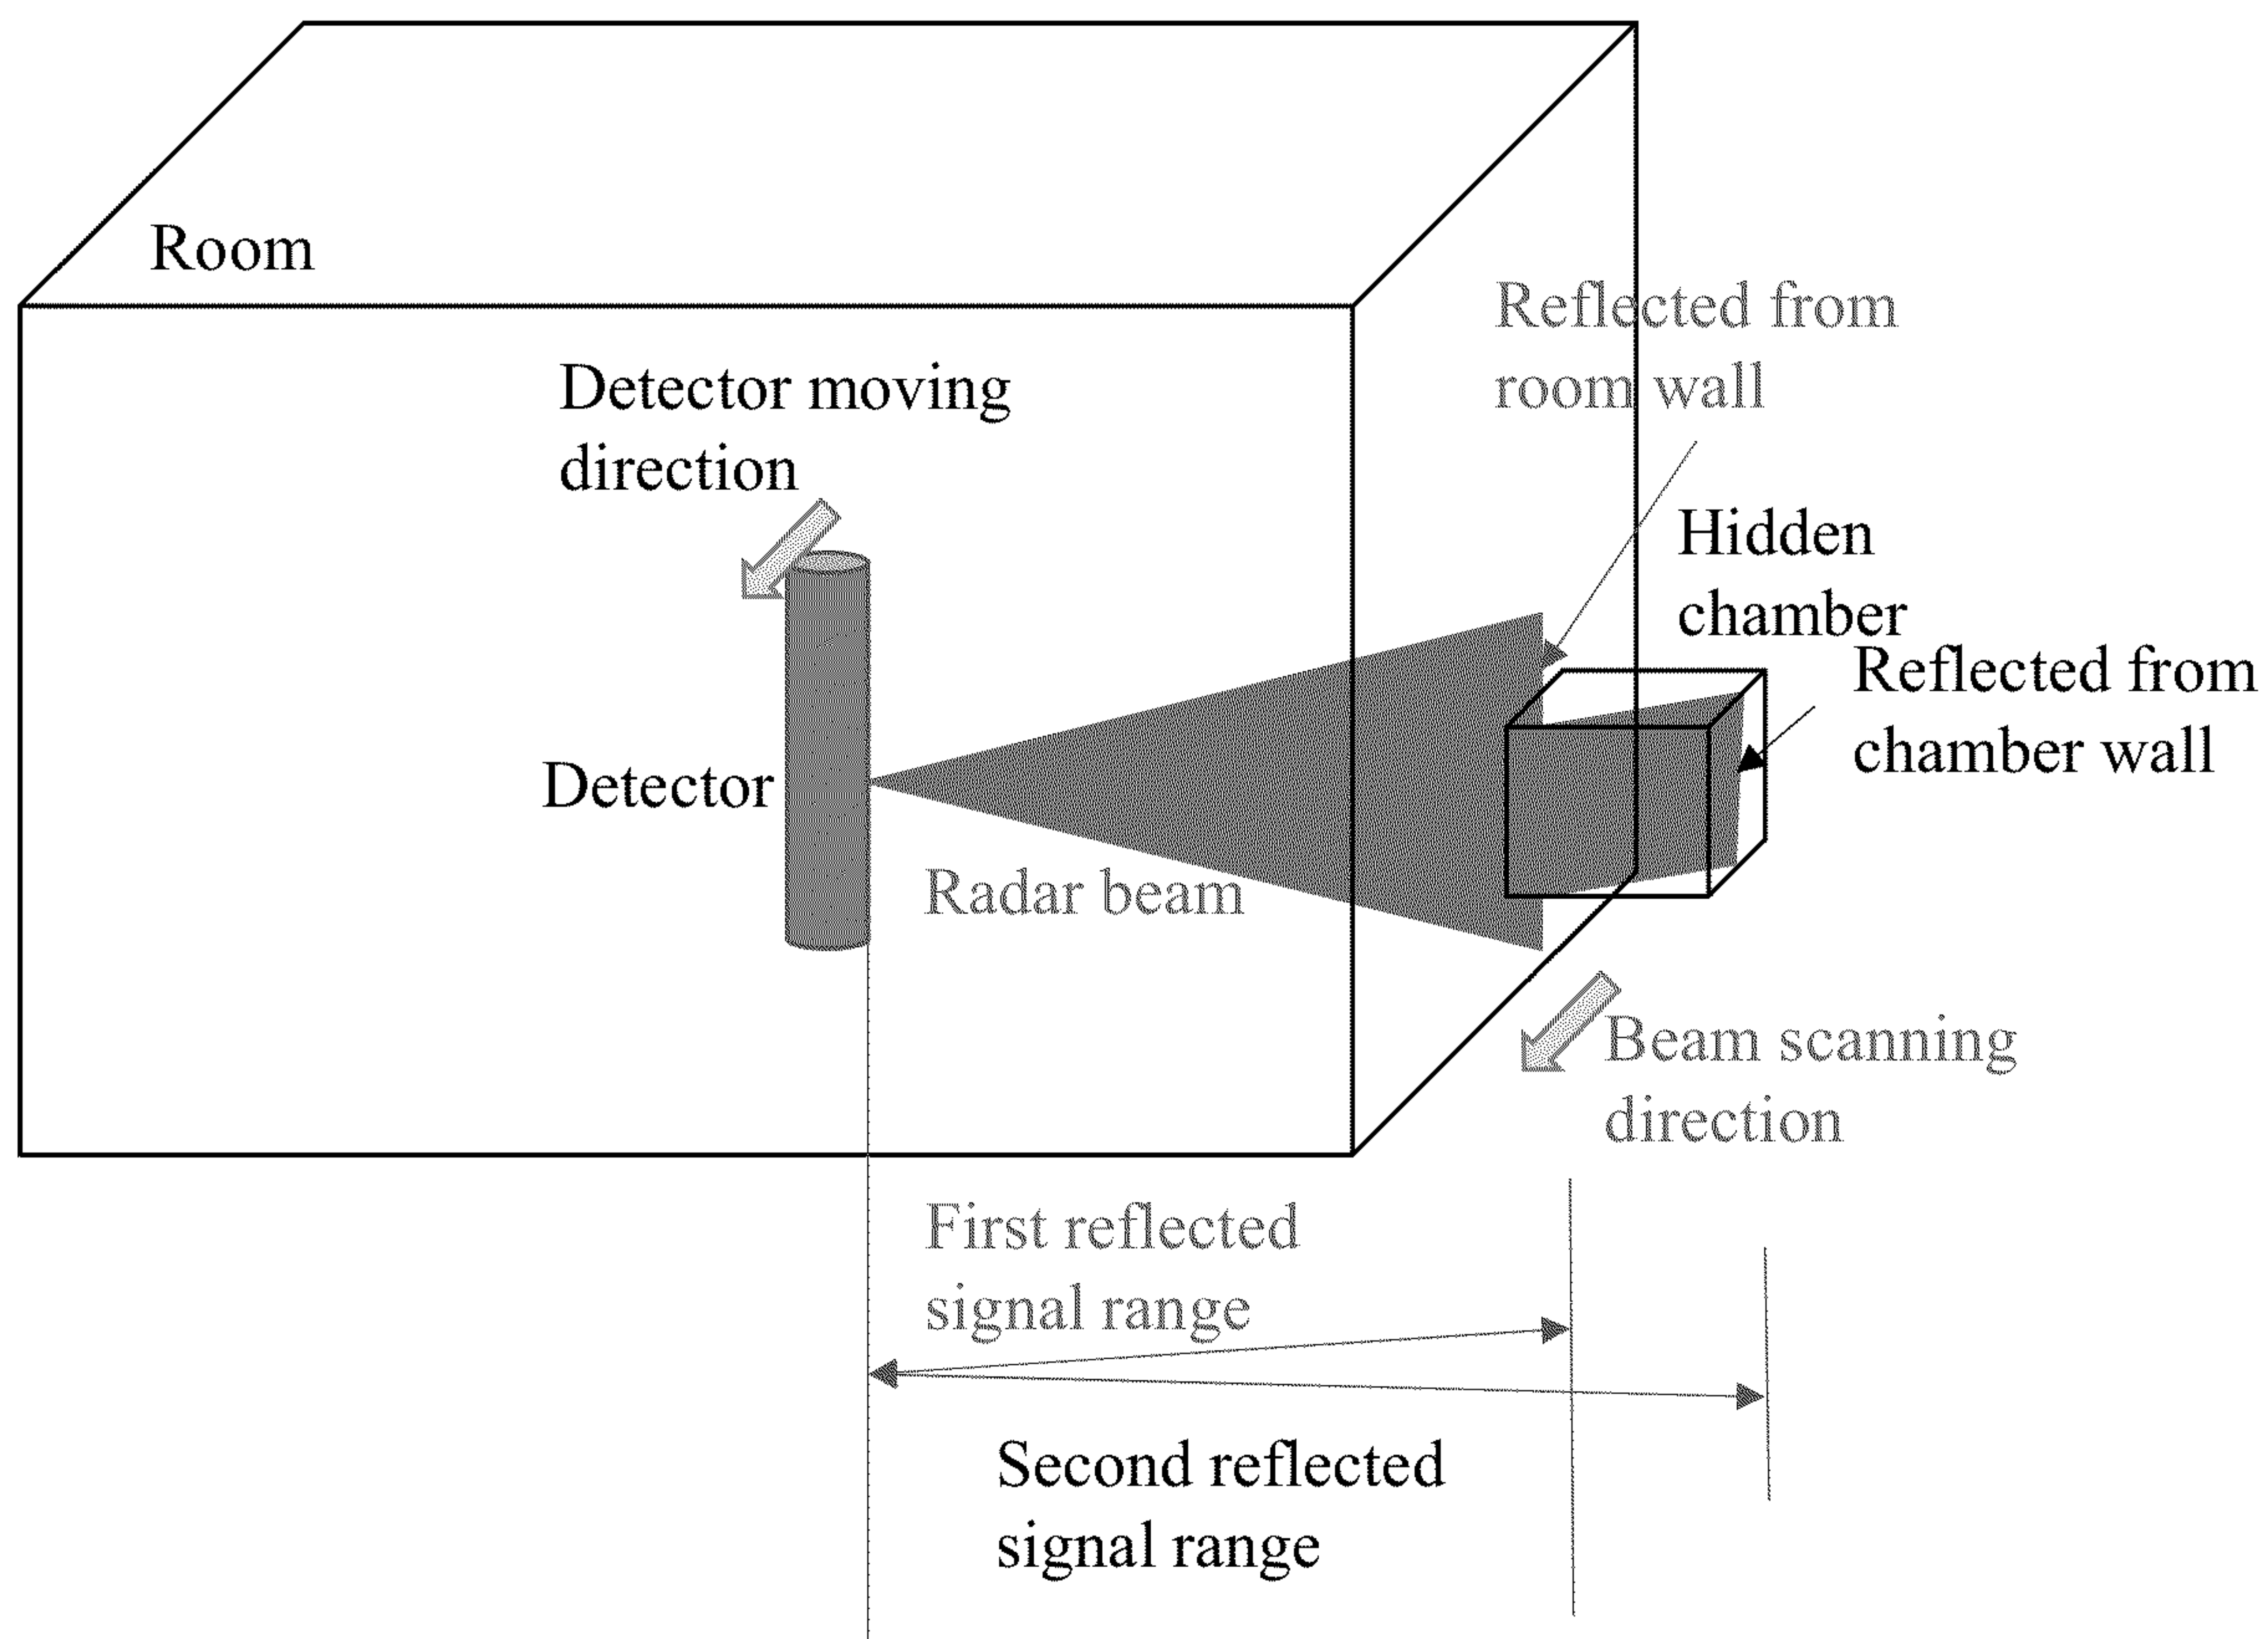 Room
Reflected from
room wall
Detector moving
direction
Hidden
chamber
Reflected from
chamber wall
Detector
Radar beam
Beam scanning
direction
First reflected
signal range
Second reflected
signal range